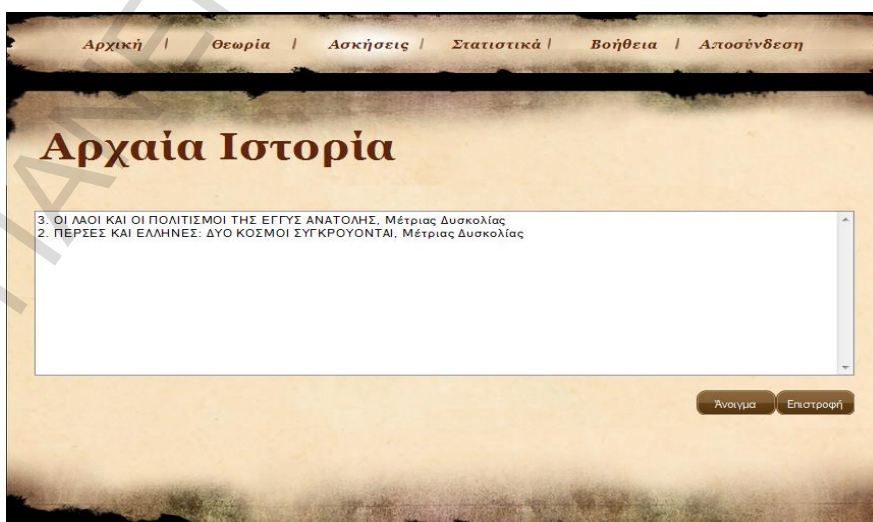 Αρχική | Θεωρία | Ασκήσεις | Στατιστικά | Βοήθεια | Αποσύνδεση
Αρχαία Ιστορία
3. ΟΙ ΛΑΟΙ ΚΑΙ ΟΙ ΠΟΛΙΤΙΣΜΟΙ ΤΗΣ ΕΓΓΥΣ ΑΝΑΤΟΛΗΣ, Μέτριας Δυσκολίας
2. ΠΕΡΣΕΣ ΚΑΙ ΕΛΛΗΝΕΣ: ΔΥΟ ΚΟΣΜΟΙ ΣΥΓΚΡΟΥΟΝΤΑΙ, Μέτριας Δυσκολίας
Άνοιγμα Επιστροφή